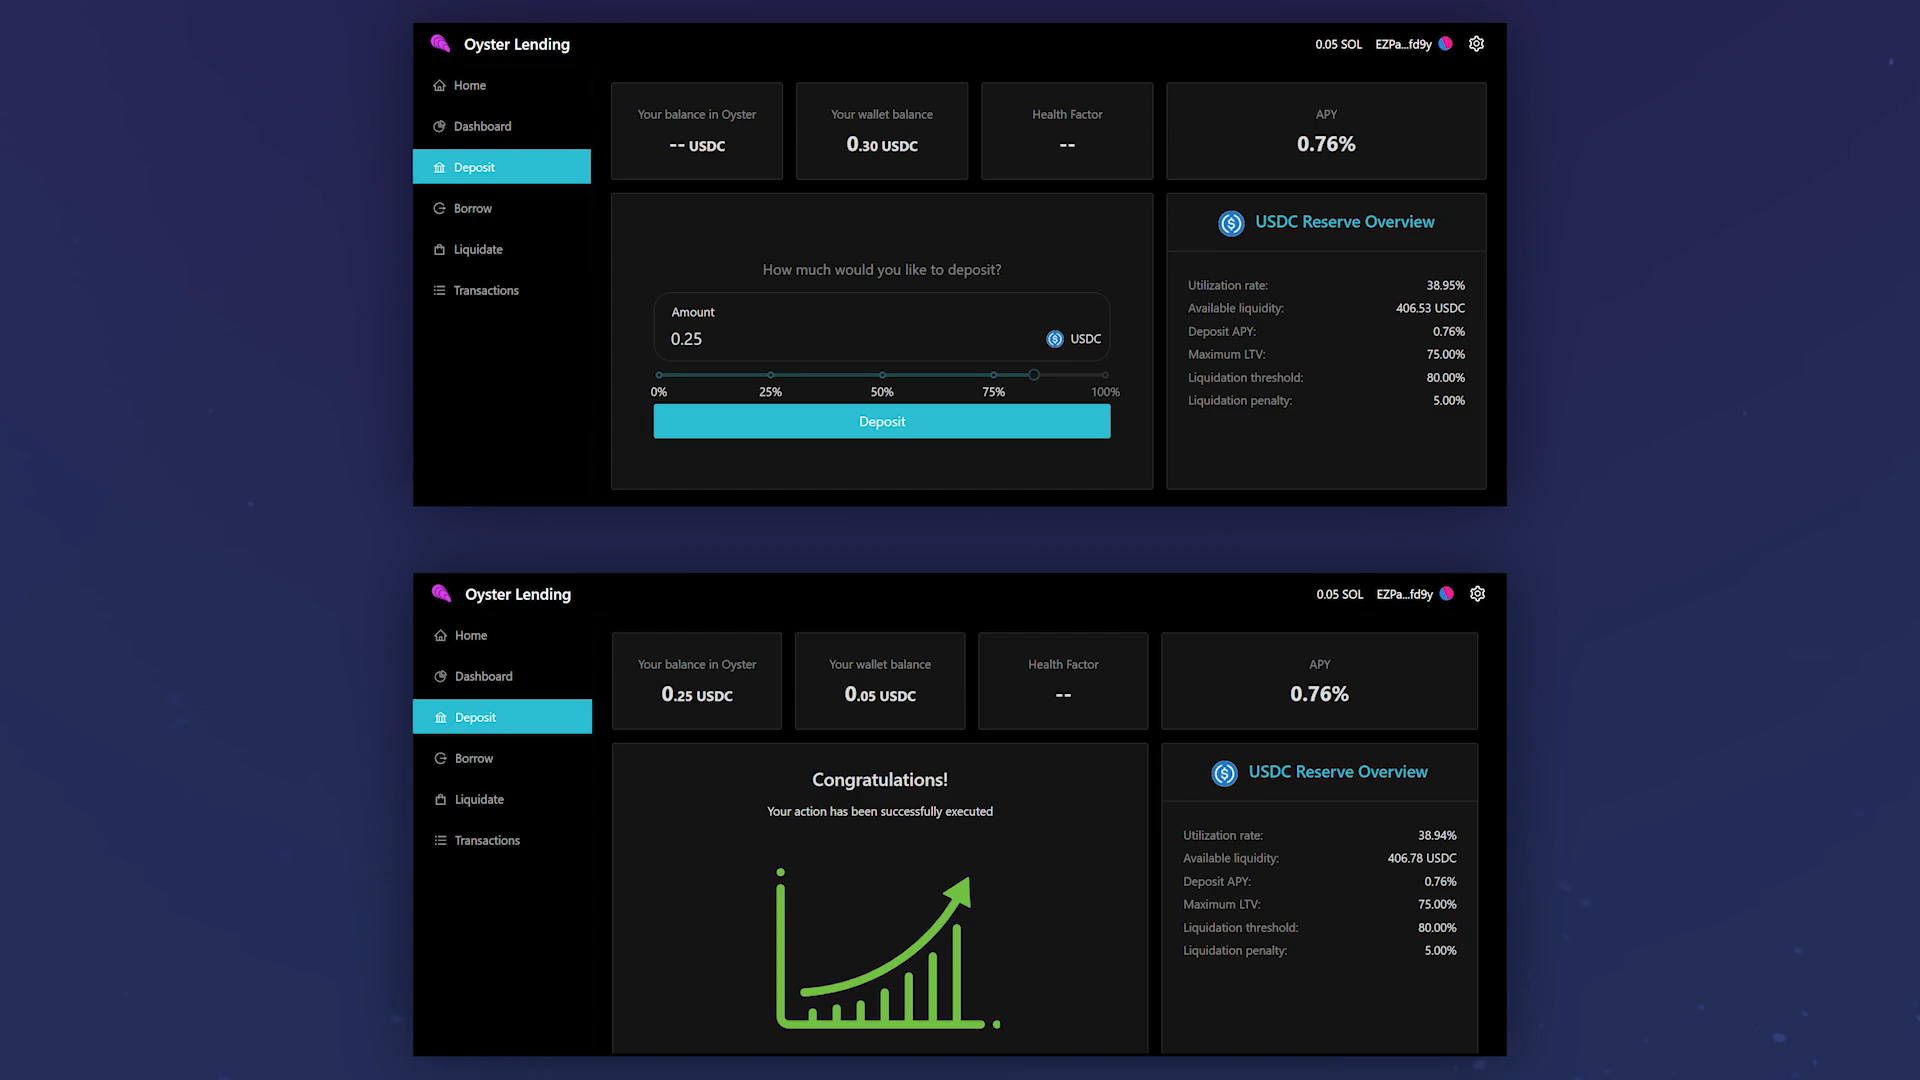 Oyster Lending
0.05 SOL EZPa...fd9y
Home
Dashboard
Deposit
Borrow
Liquidate
Transactions
Your balance in Oyster
-- USDC
Your wallet balance
0.30 USDC
Health Factor
--
APY
0.76%
How much would you like to deposit?
Amount
0.25 USDC
0% 25% 50% 75% 100%
Deposit
USDC Reserve Overview
Utilization rate: 38.95%
Available liquidity: 406.53 USDC
Deposit APY: 0.76%
Maximum LTV: 75.00%
Liquidation threshold: 80.00%
Liquidation penalty: 5.00%
Oyster Lending
0.05 SOL EZPa...fd9y
Home
Dashboard
Deposit
Borrow
Liquidate
Transactions
Your balance in Oyster
0.25 USDC
Your wallet balance
0.05 USDC
Health Factor
--
APY
0.76%
Congratulations!
Your action has been successfully executed
USDC Reserve Overview
Utilization rate: 38.94%
Available liquidity: 406.78 USDC
Deposit APY: 0.76%
Maximum LTV: 75.00%
Liquidation threshold: 80.00%
Liquidation penalty: 5.00%